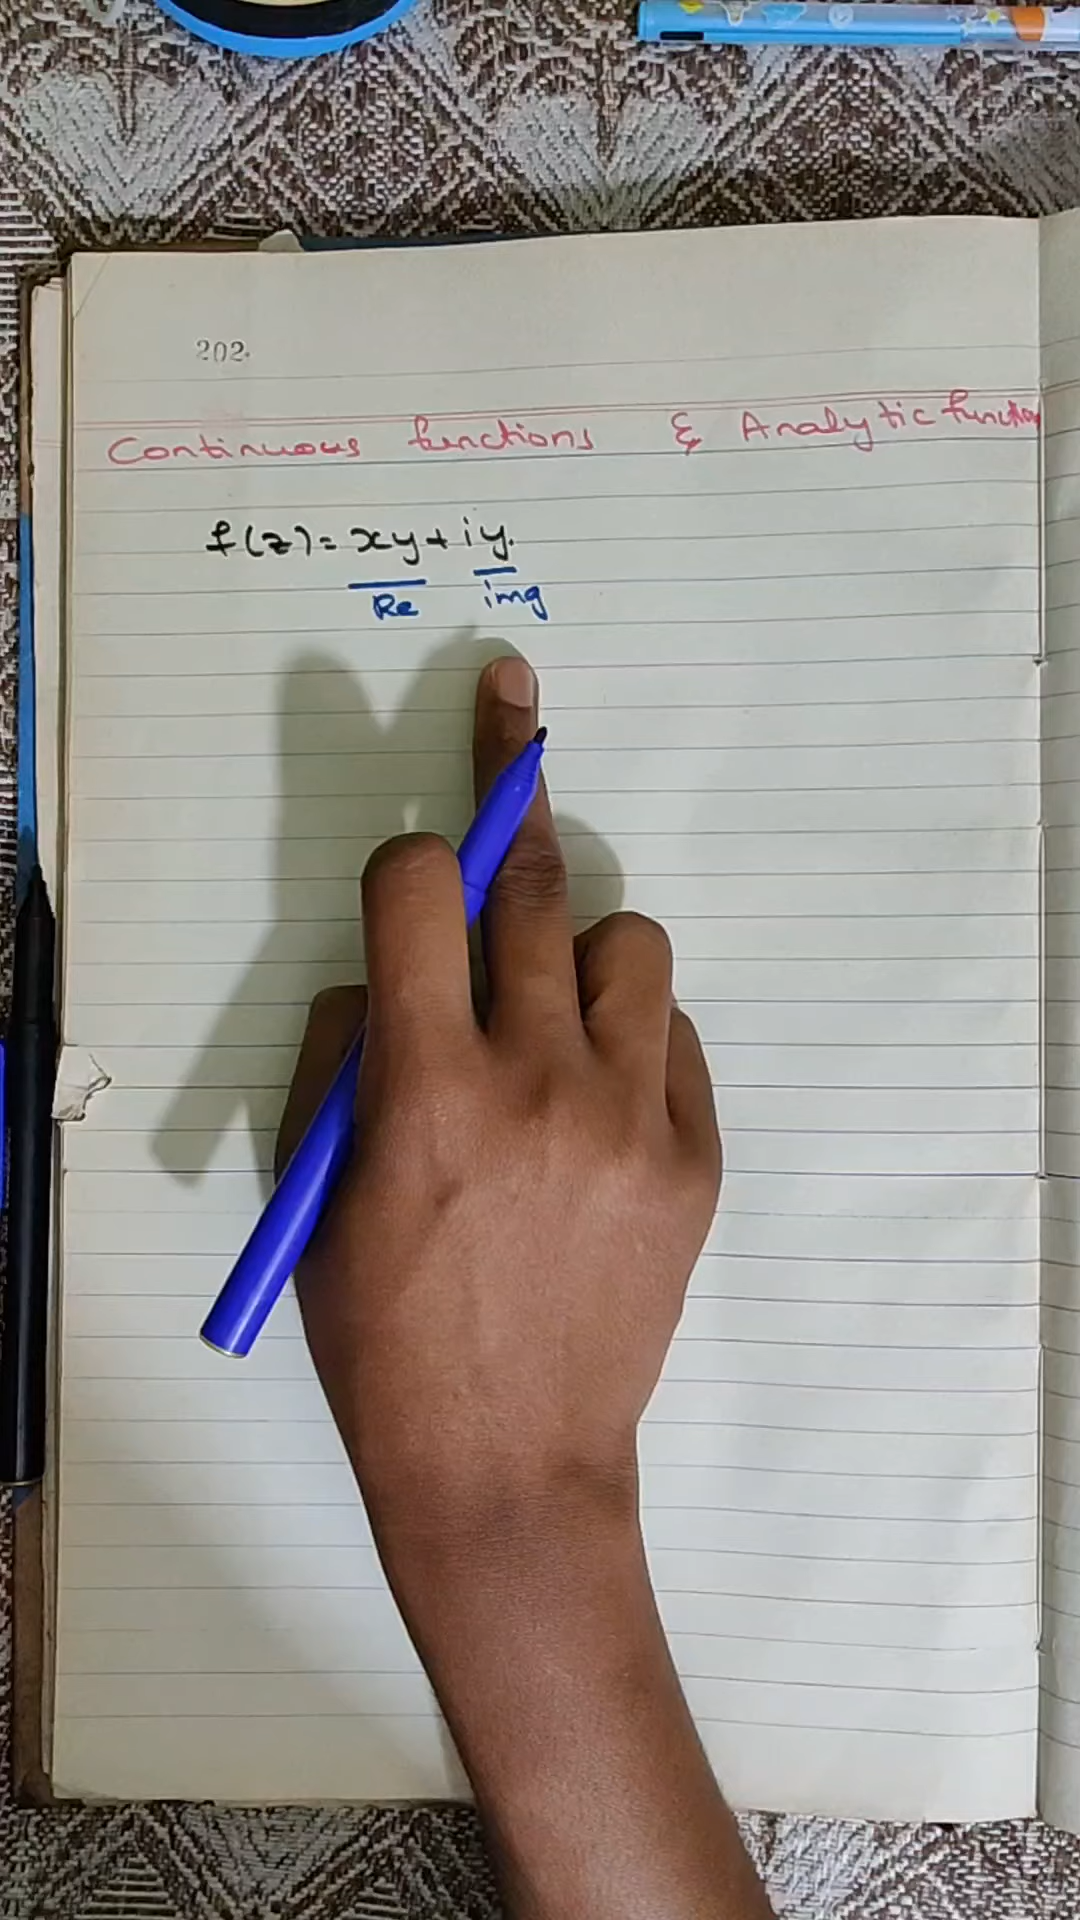 202.
Continuous functions & Analytic function
f(z)= xy + iy.
Re img